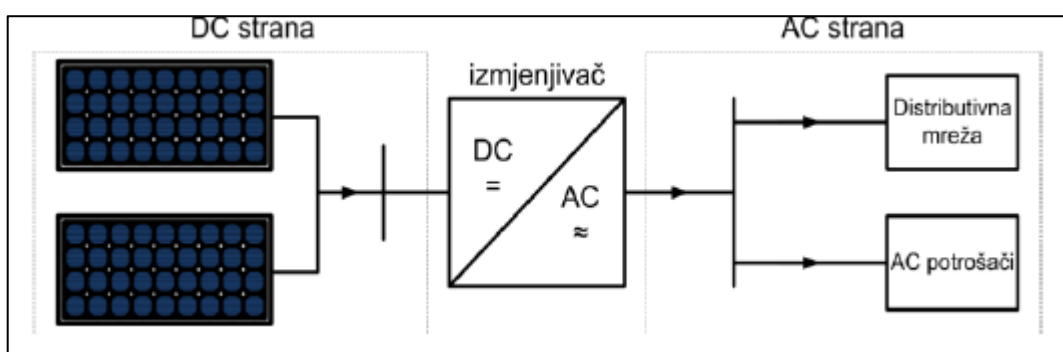 DC strana
AC strana
izmjenjivač
DC
=
AC
≈
Distributivna
mreža
AC potrošači